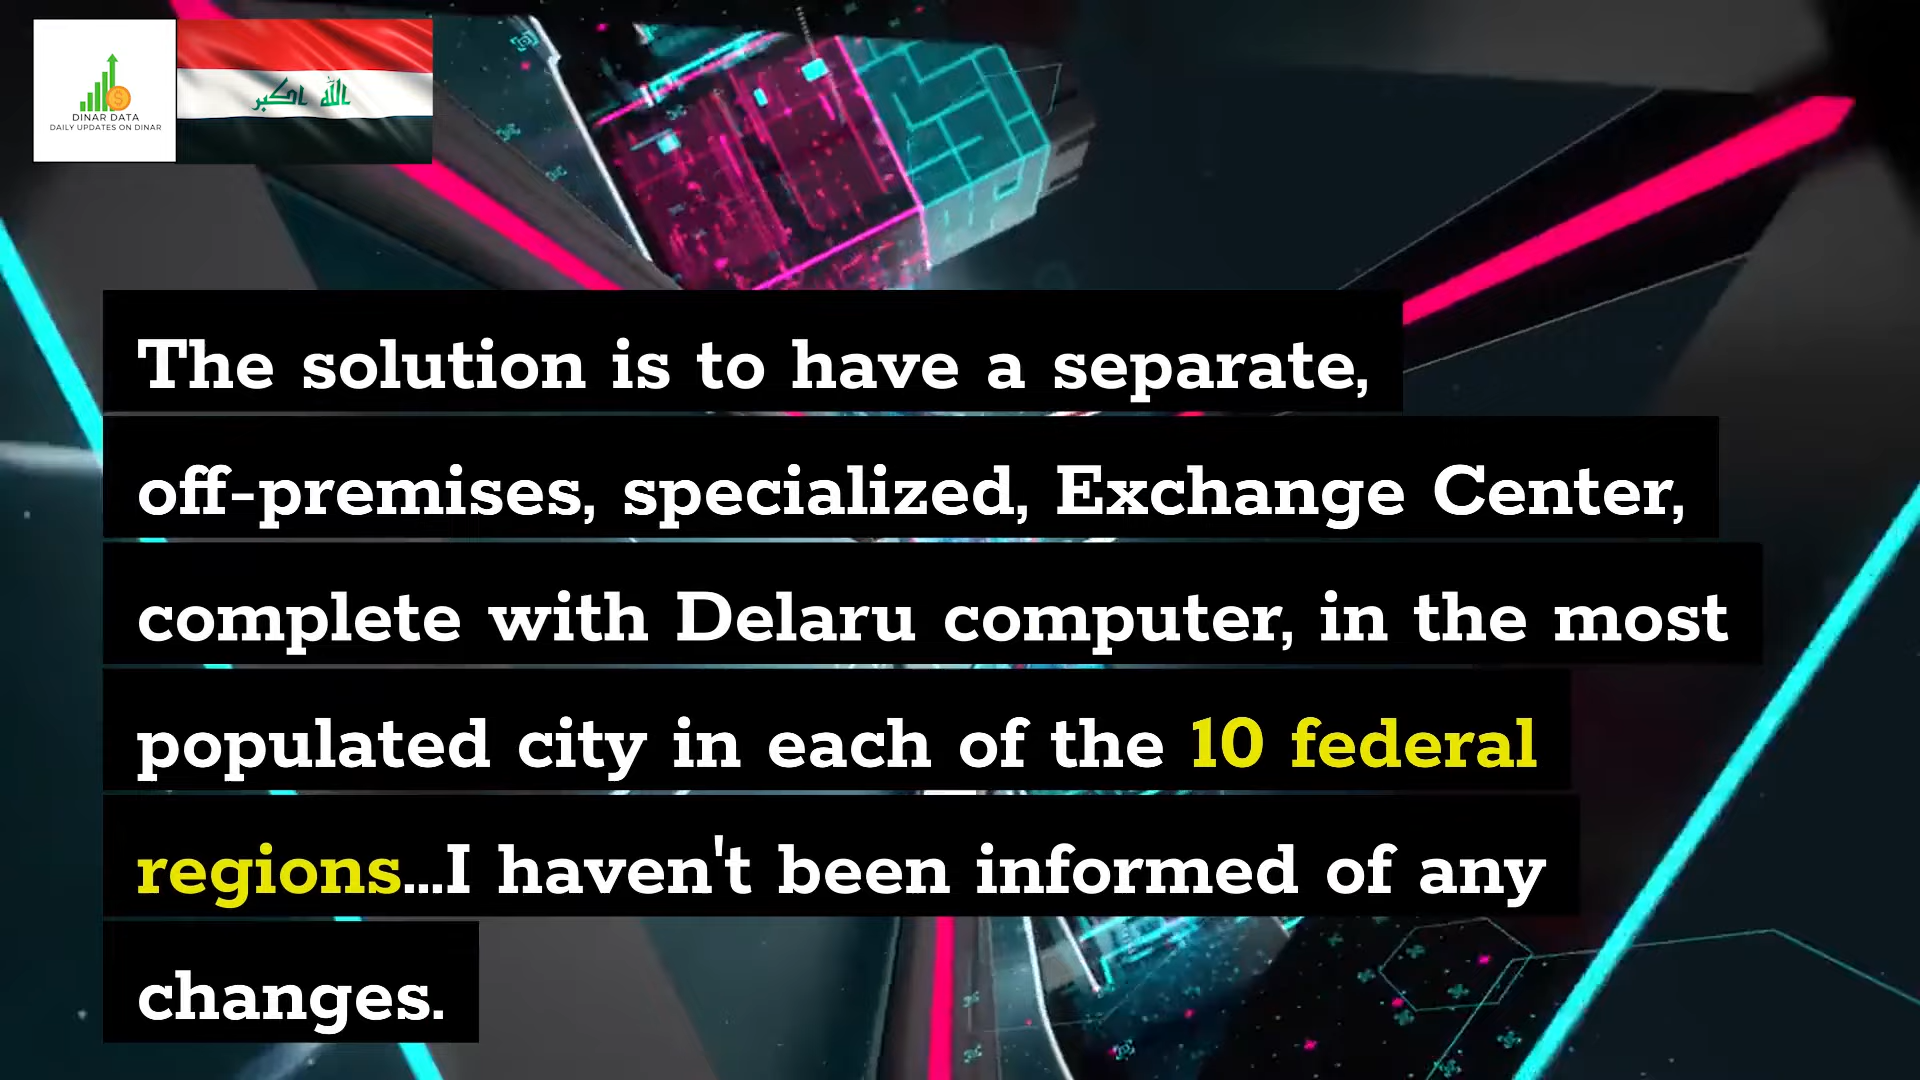 DINAR DATA
DAILY UPDATES ON DINAR
الله اكبر
The solution is to have a separate,
off-premises, specialized, Exchange Center,
complete with Delaru computer, in the most
populated city in each of the 10 federal
regions...I haven't been informed of any
changes.